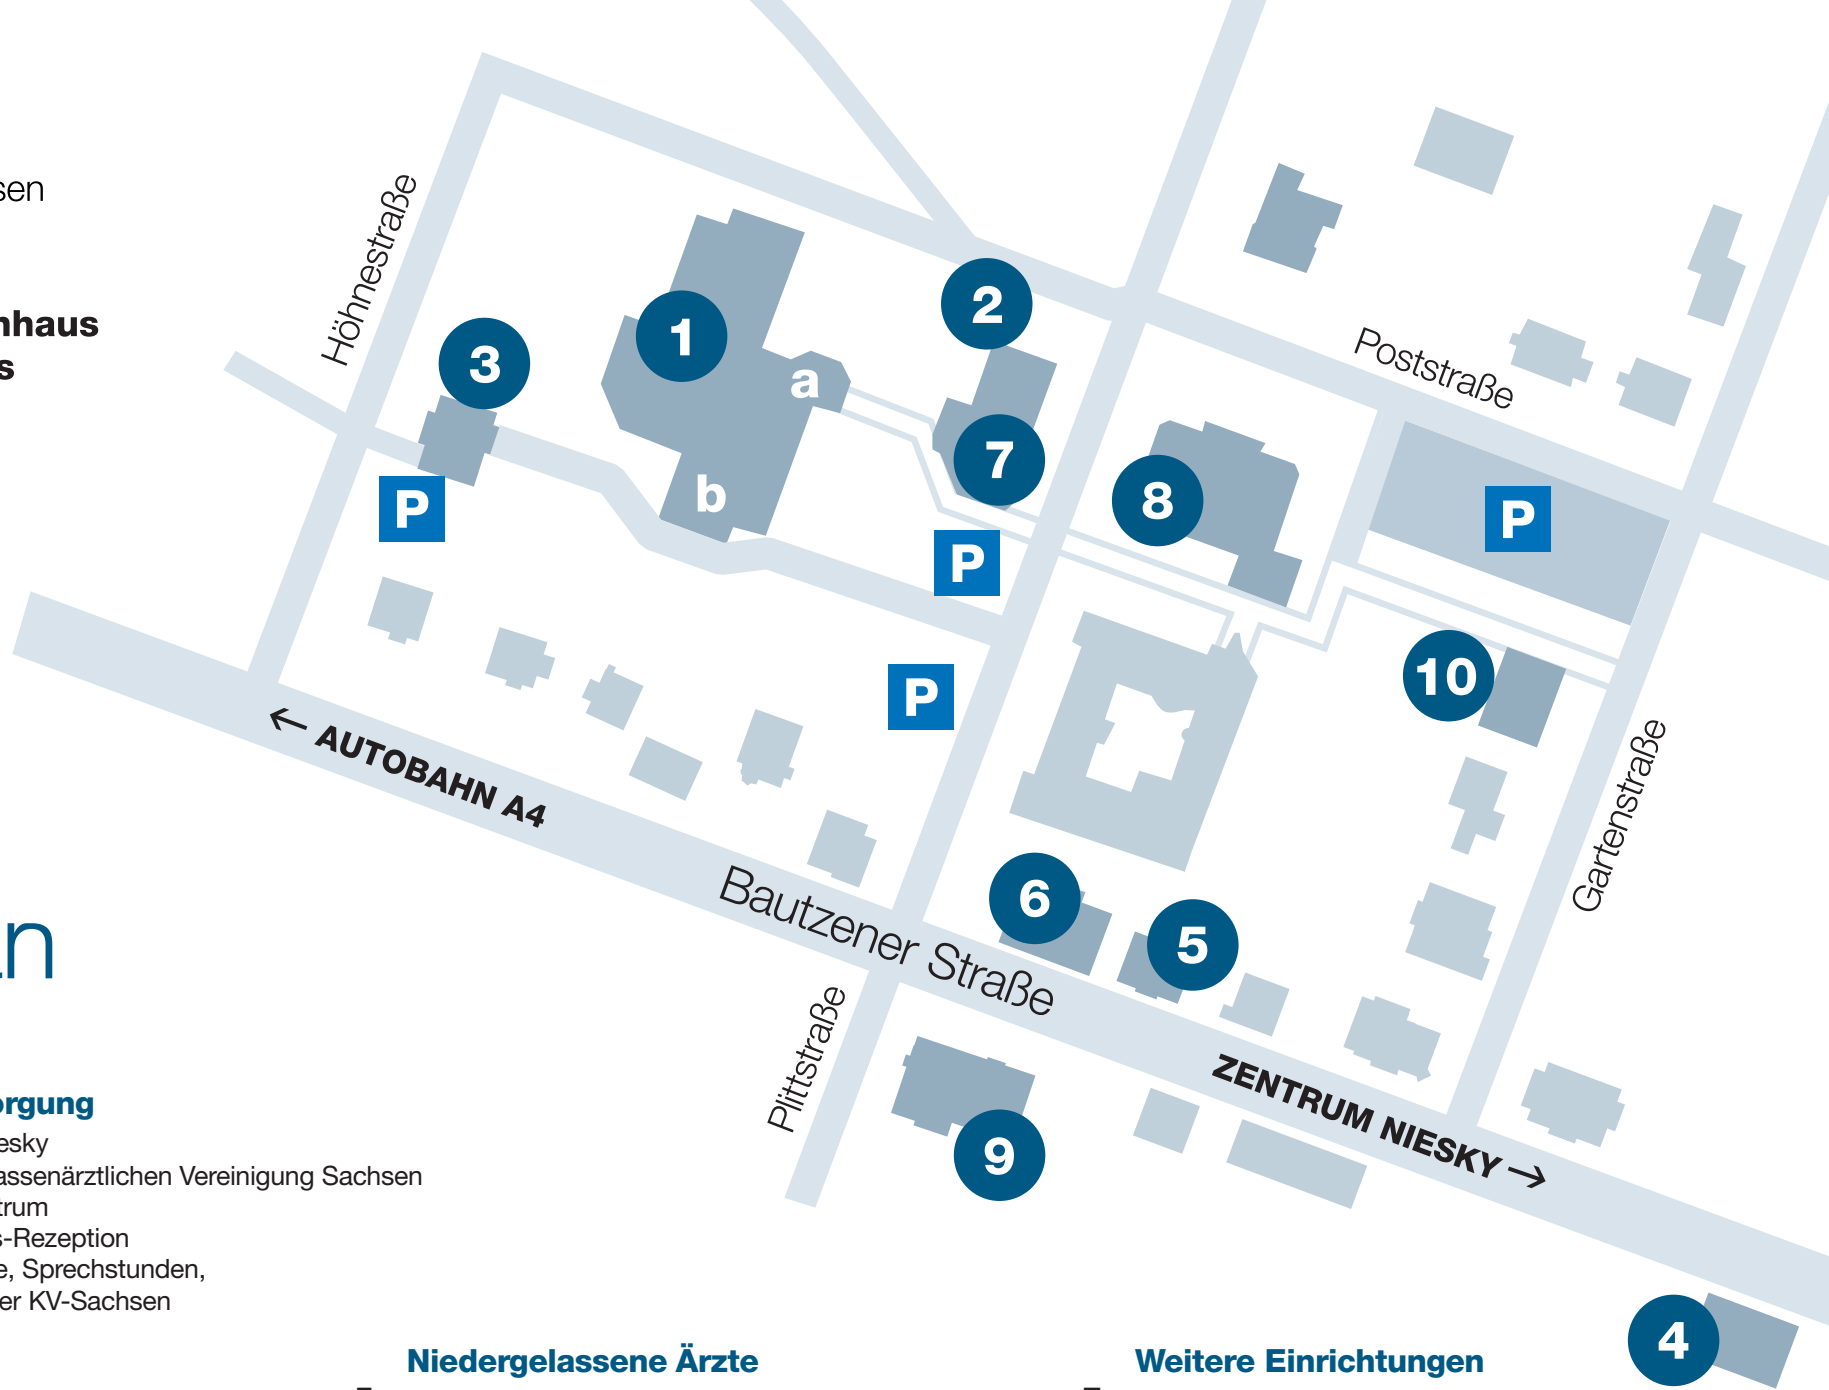 sen
nhaus
s
Höhnestraße
Poststraße
1
2
3
a
7
8
b
P
P
P
P
10
← AUTOBAHN A4
Gartenstraße
Bautzener Straße
6
5
an
Plittstraße
ZENTRUM NIESKY →
9
orgung
esky
assenärztlichen Vereinigung Sachsen
trum
s-Rezeption
e, Sprechstunden,
er KV-Sachsen
4
Niedergelassene Ärzte
Weitere Einrichtungen